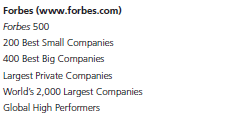 Forbes (www.forbes.com)
Forbes 500
200 Best Small Companies
400 Best Big Companies
Largest Private Companies
World's 2,000 Largest Companies
Global High Performers